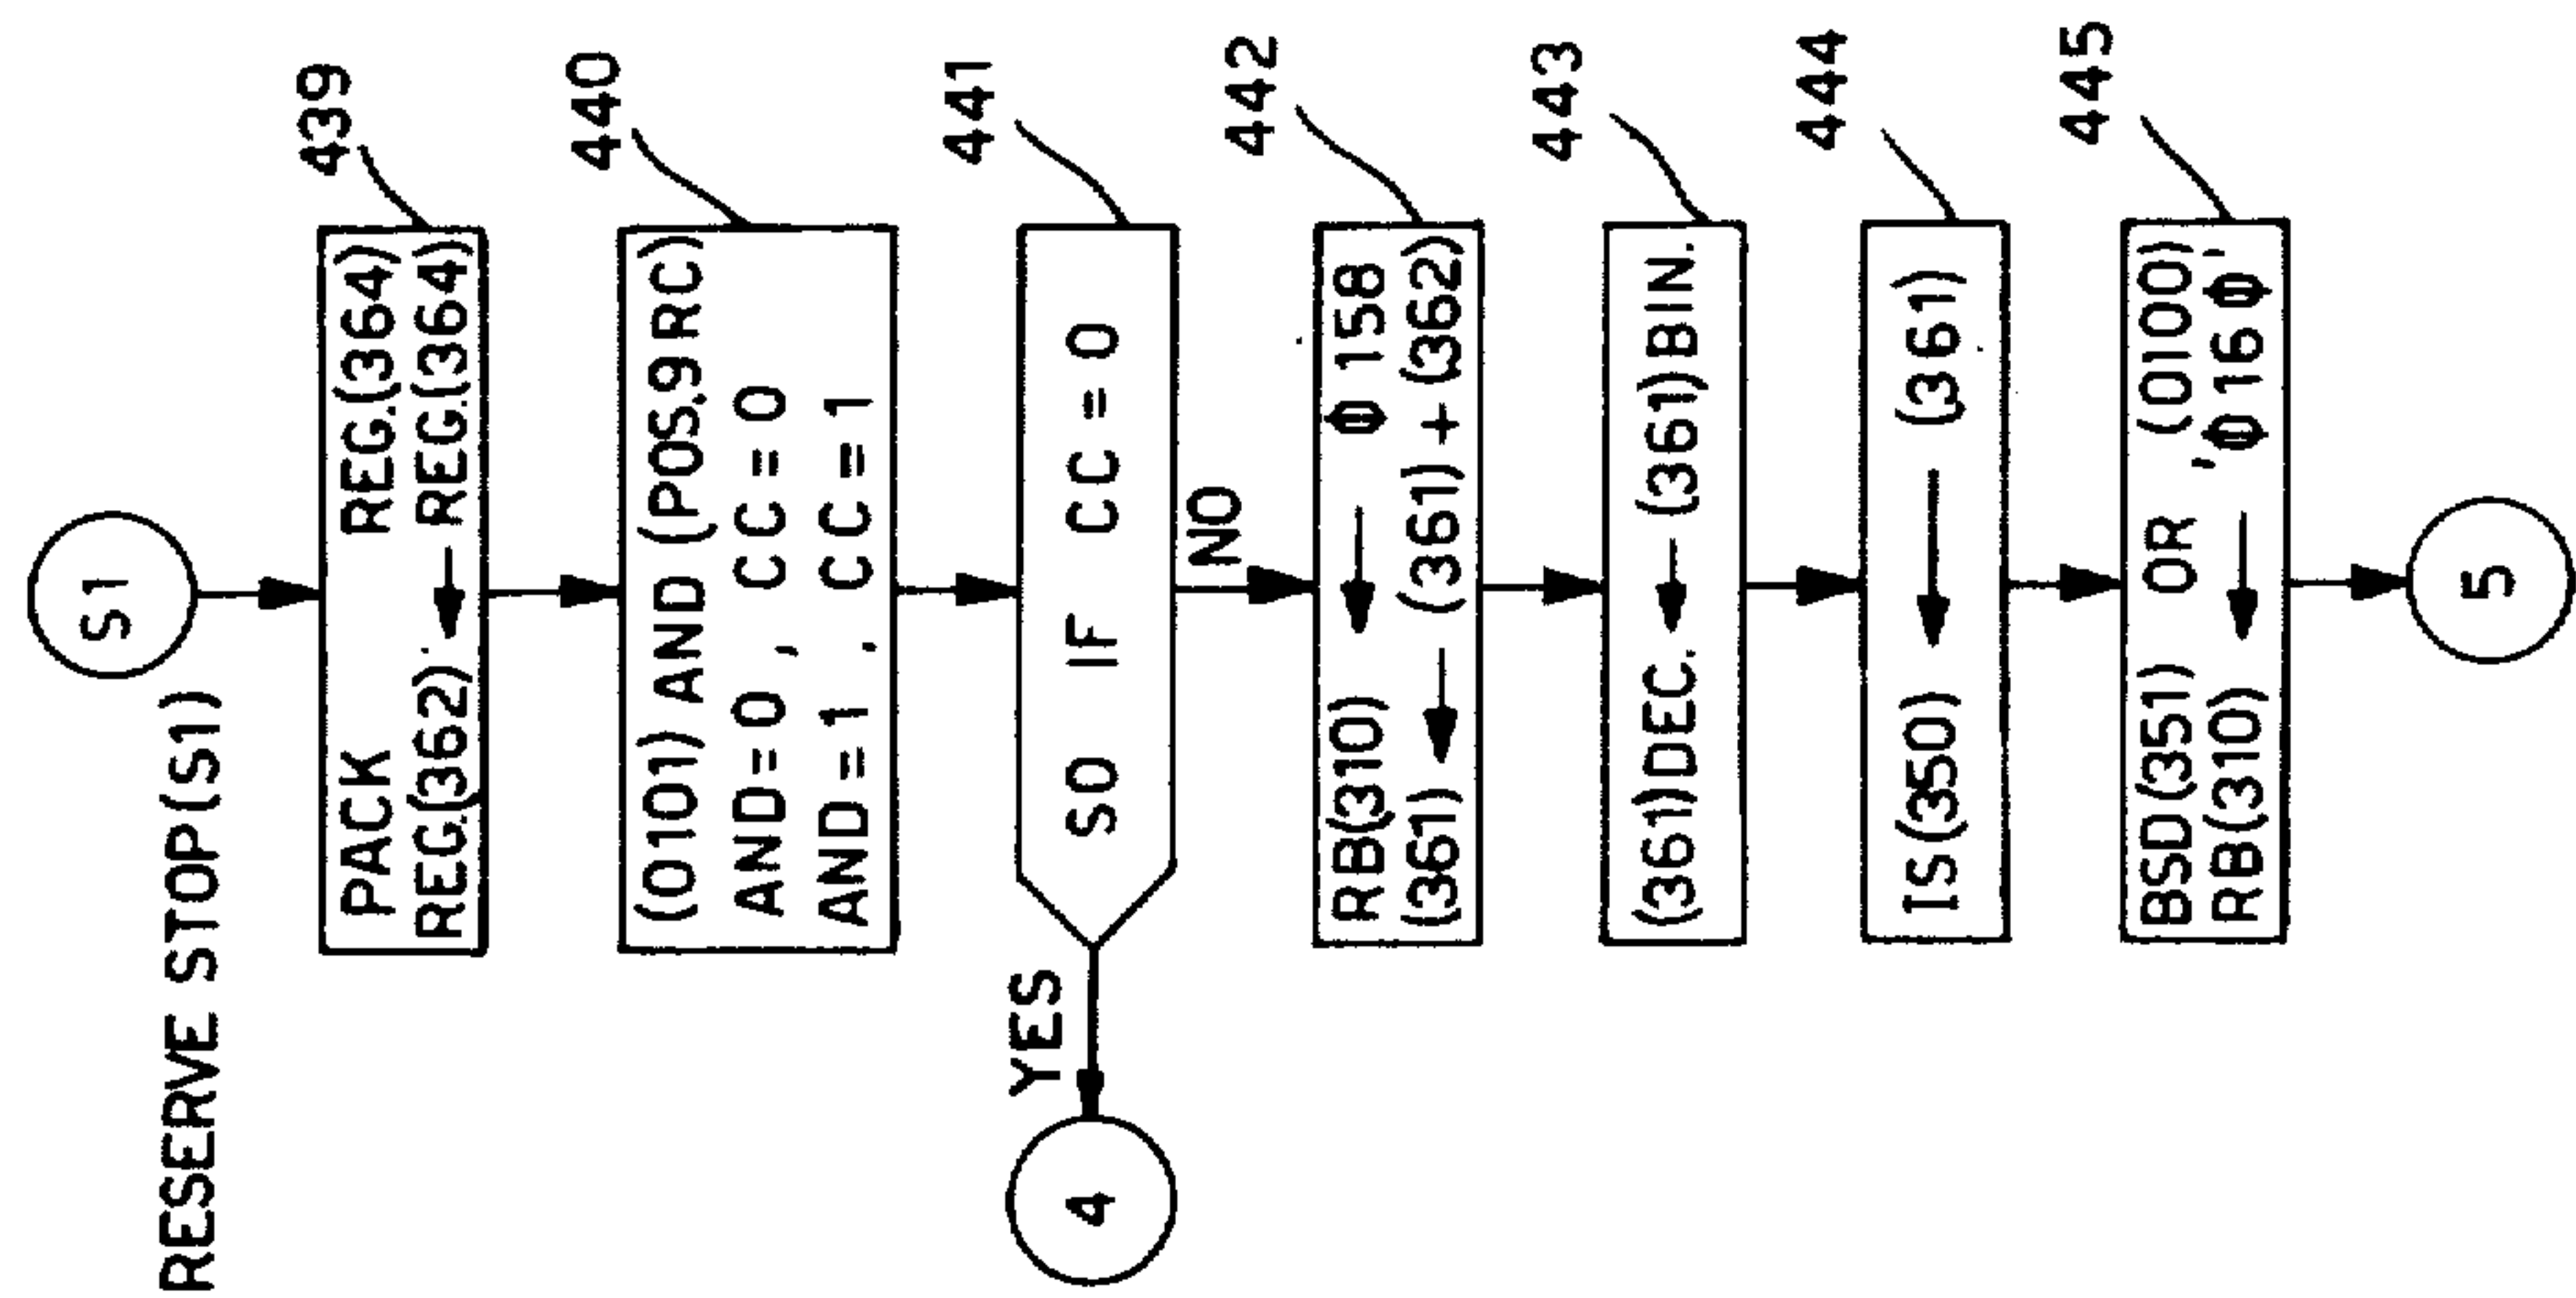 RESERVE STOP(S1)
S1
439
PACK REG.(364)
REG.(362) ← REG.(364)
440
(0101) AND (POS.9RC)
AND=0, CC=0
AND=1, CC=1
441
SO IF CC=0
YES
4
NO
442
RB(310) ← Φ158
(361) ← (361)+(362)
443
(361)DEC. ← (361)BIN.
444
IS(350) ← (361)
445
BSD(351) OR (0100)
RB(310) ← 'Φ16Φ'
5